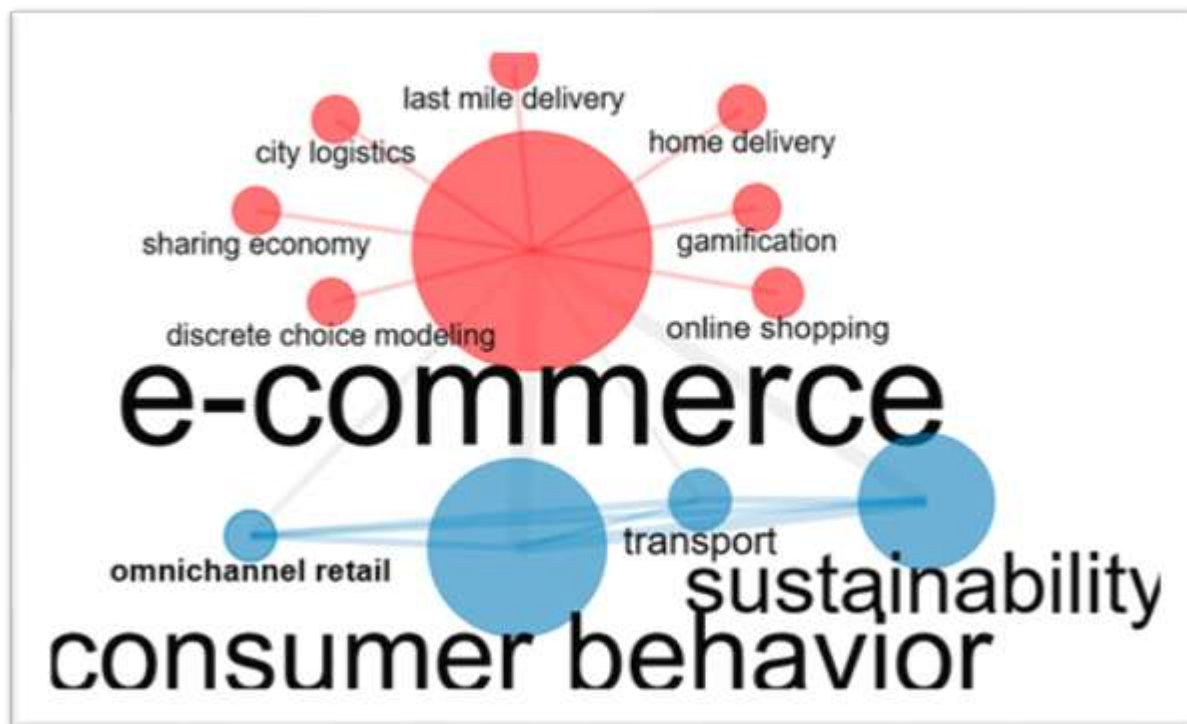 last mile delivery
city logistics
home delivery
sharing economy
gamification
discrete choice modeling
online shopping
e-commerce
omnichannel retail
transport
sustainability
consumer behavior